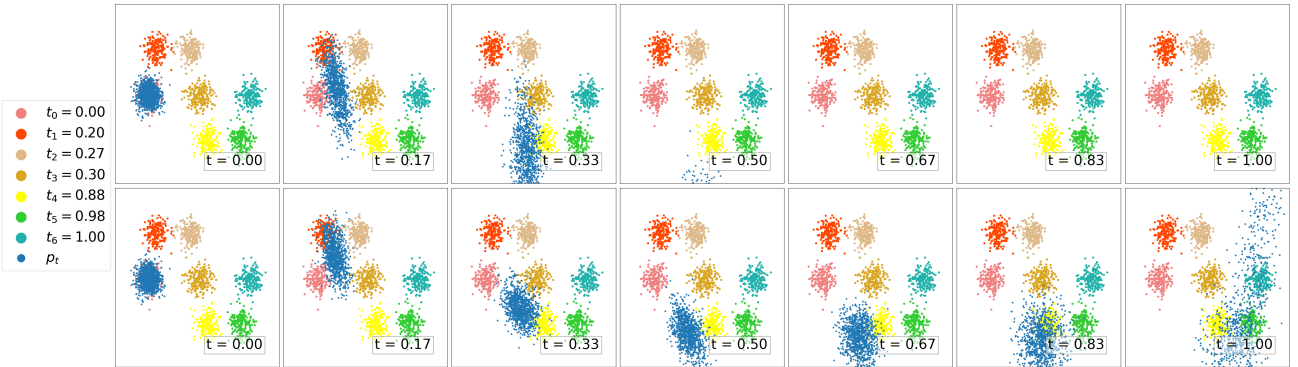 t₀ = 0.00
t₁ = 0.20
t₂ = 0.27
t₃ = 0.30
t₄ = 0.88
t₅ = 0.98
t₆ = 1.00
pₜ
t = 0.00 t = 0.17 t = 0.33 t = 0.50 t = 0.67 t = 0.83 t = 1.00
t = 0.00 t = 0.17 t = 0.33 t = 0.50 t = 0.67 t = 0.83 t = 1.00